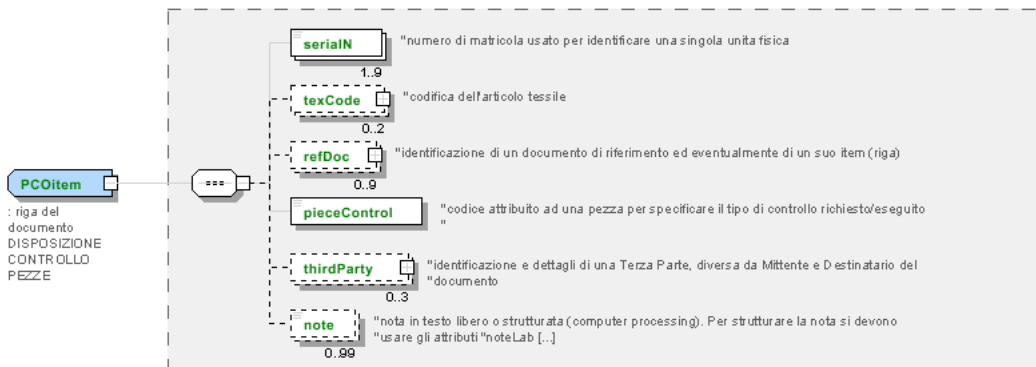 serialN
"numero di matricola usato per identificare una singola unita fisica
1..9
texCode
"codifica dell'articolo tessile
0..2
refDoc
"identificazione di un documento di riferimento ed eventualmente di un suo item (riga)
0..9
PCOitem
: riga del
documento
DISPOSIZIONE
CONTROLLO
PEZZE
pieceControl
"codice attribuito ad una pezza per specificare il tipo di controllo richiesto/eseguito
"
thirdParty
"identificazione e dettagli di una Terza Parte, diversa da Mittente e Destinatario del
"documento
0..3
note
"nota in testo libero o strutturata (computer processing). Per strutturare la nota si devono
"usare gli attributi "noteLab [...]
0..99